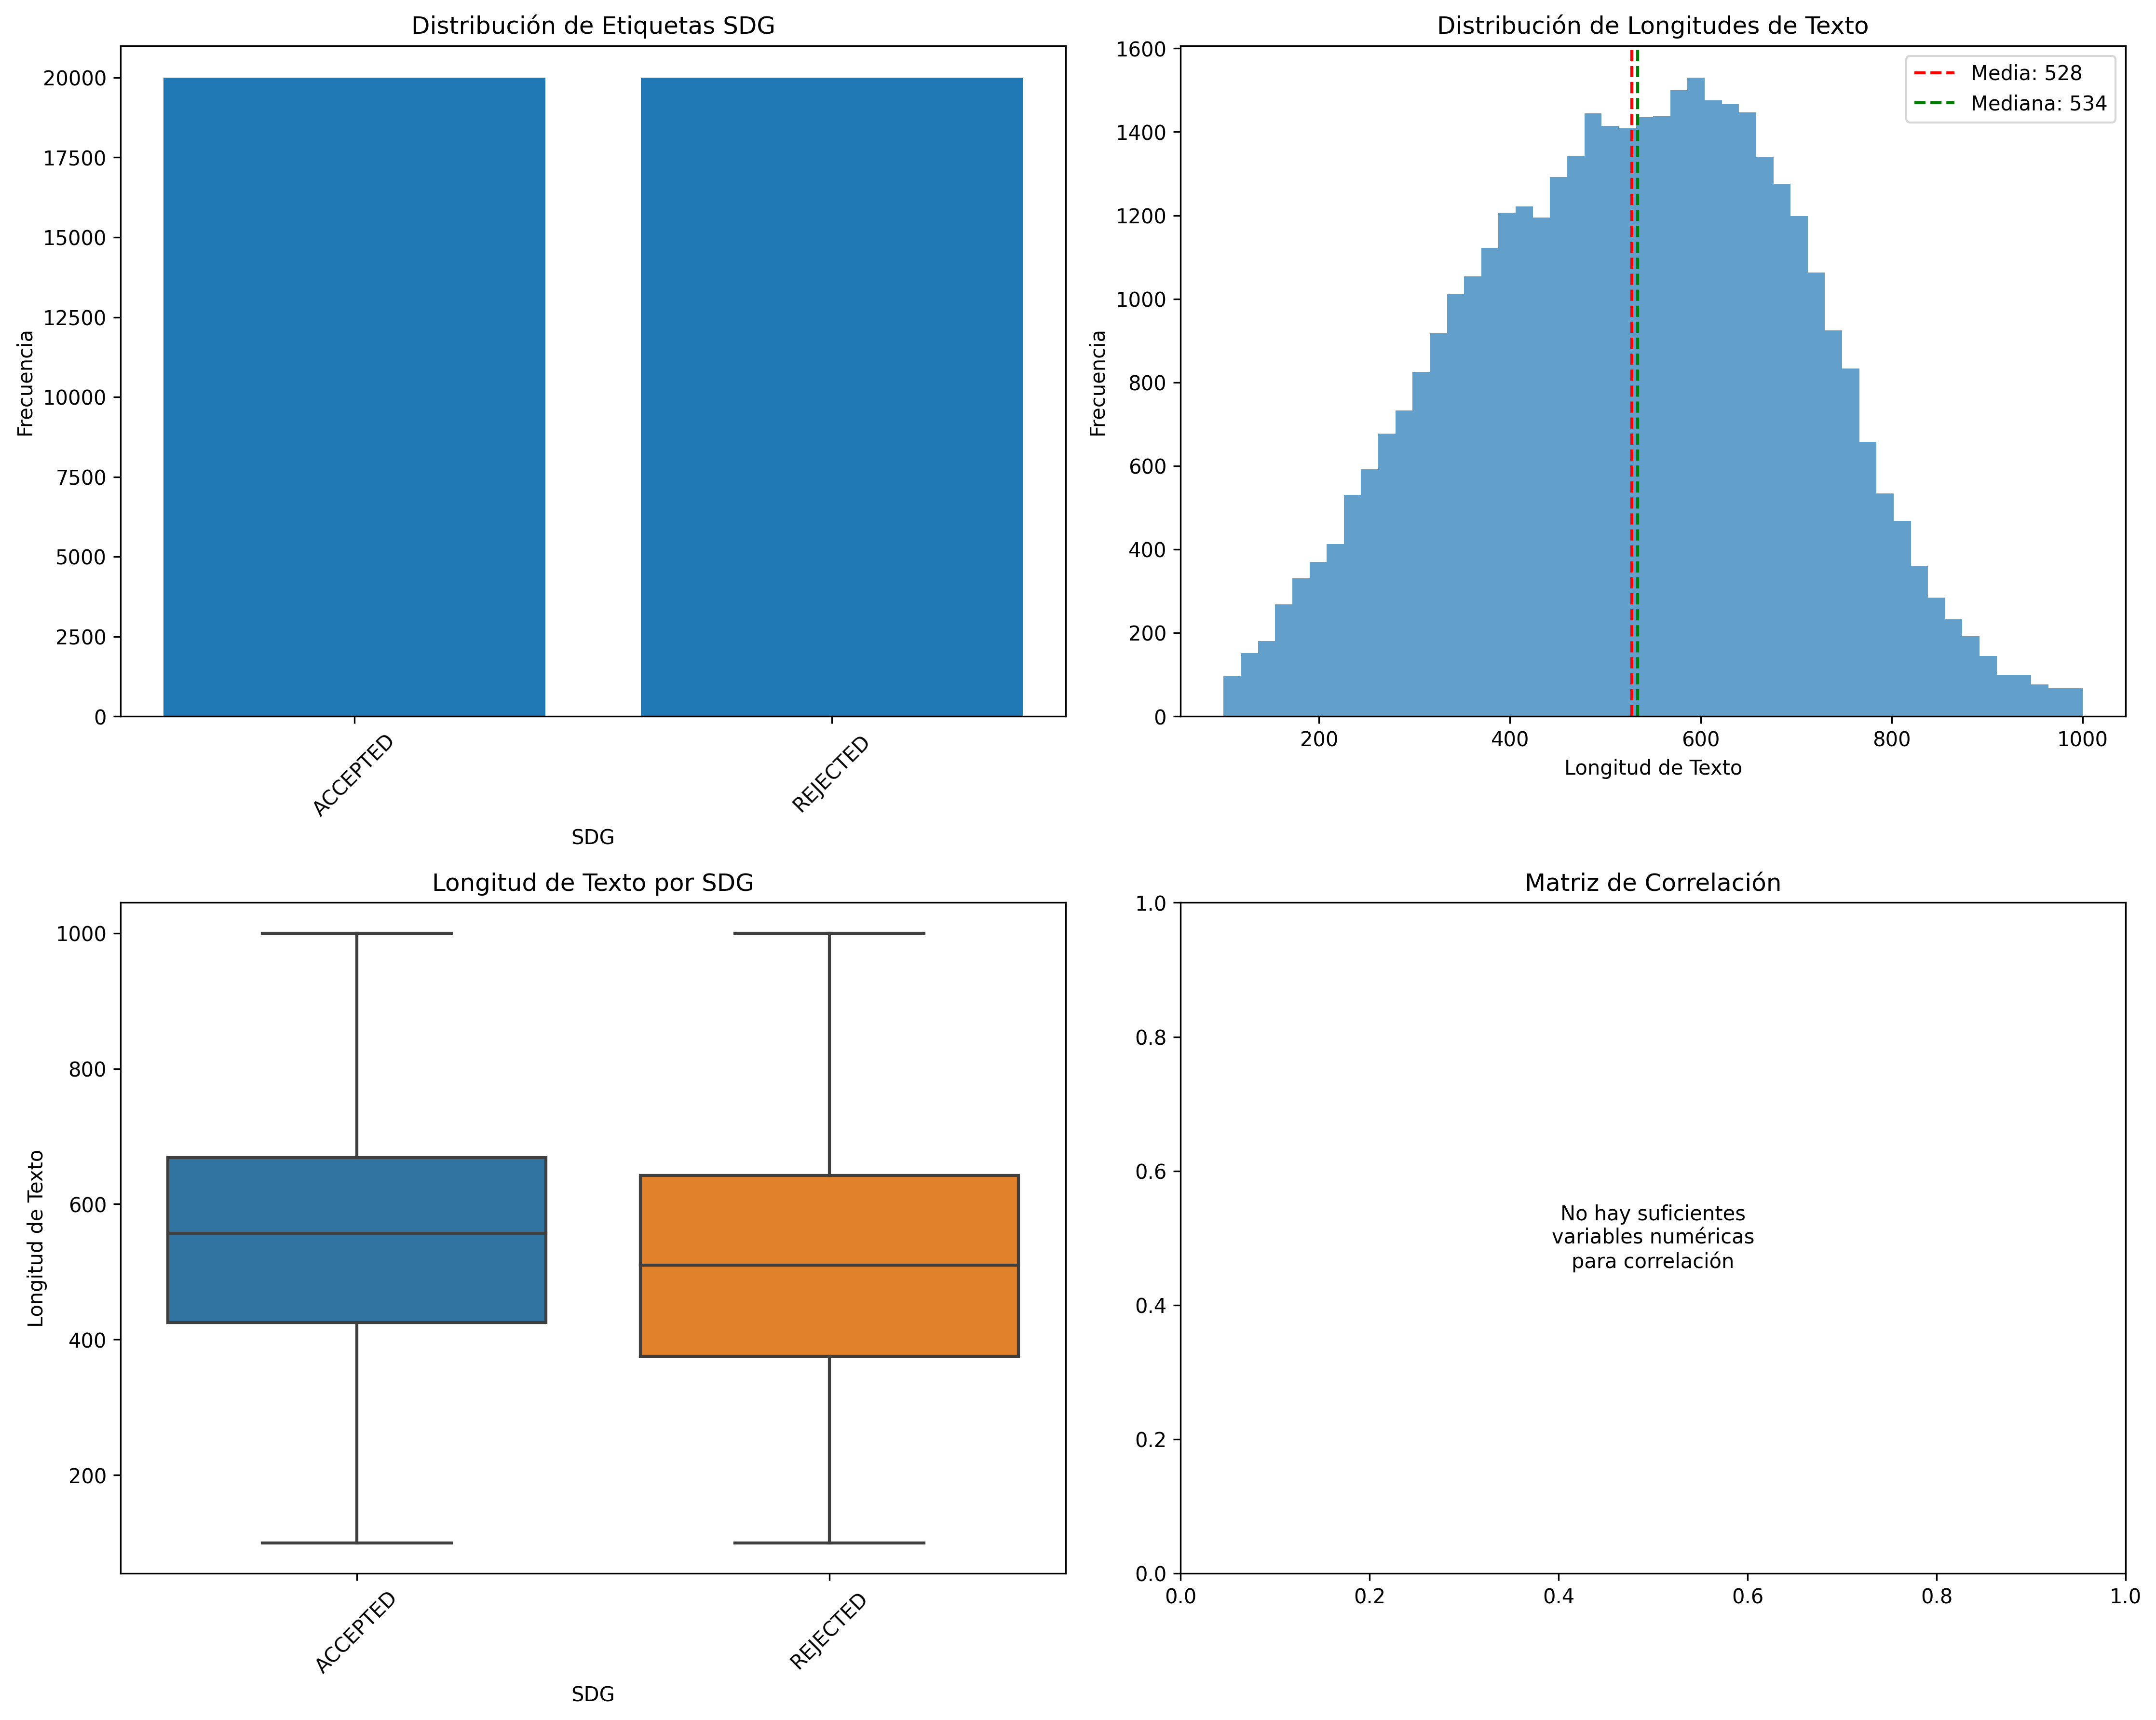 Distribución de Etiquetas SDG
20000
17500
15000
12500
10000
7500
5000
2500
0
Frecuencia
ACCEPTED
REJECTED
SDG
Distribución de Longitudes de Texto
1600
1400
1200
1000
800
600
400
200
0
Frecuencia
Media: 528
Mediana: 534
200
400
600
800
1000
Longitud de Texto
Longitud de Texto por SDG
1000
800
600
400
200
Longitud de Texto
ACCEPTED
REJECTED
SDG
Matriz de Correlación
1.0
0.8
0.6
0.4
0.2
0.0
No hay suficientes
variables numéricas
para correlación
0.0
0.2
0.4
0.6
0.8
1.0